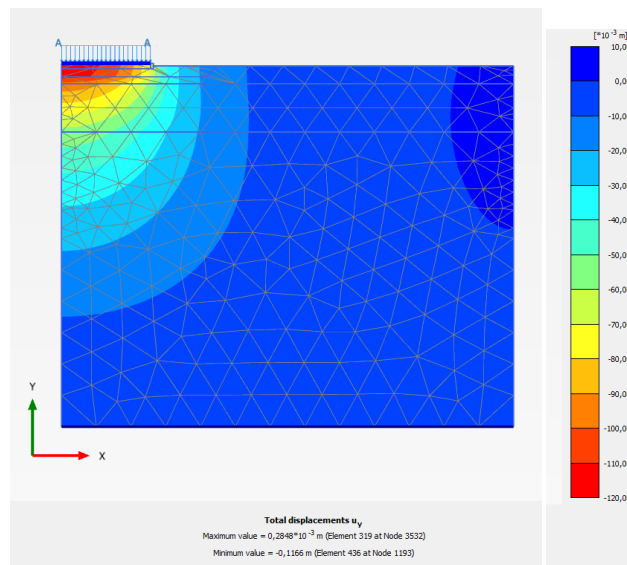 [*10 -3 m]
A A
10,0
0,0
-10,0
-20,0
-30,0
-40,0
-50,0
-60,0
-70,0
-80,0
-90,0
-100,0
-110,0
-120,0
Y
X
Total displacements uy
Maximum value = 0,2848*10 -3 m (Element 319 at Node 3532)
Minimum value = -0,1166 m (Element 436 at Node 1193)